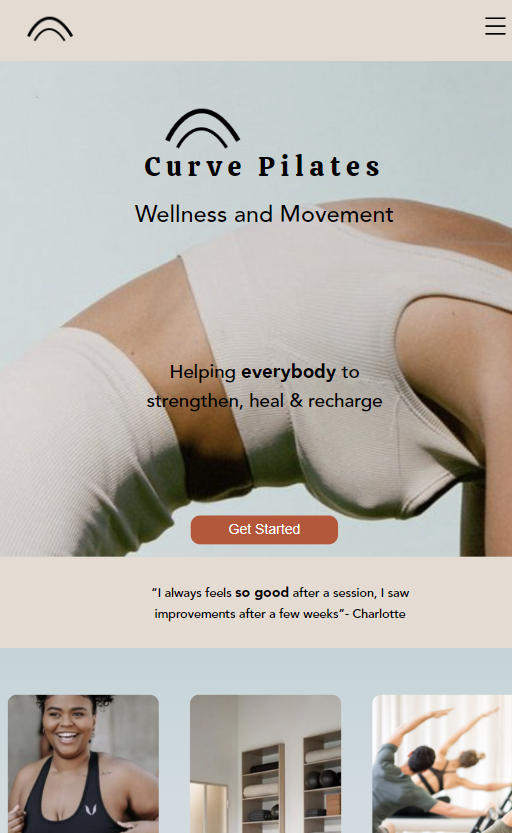 Curve Pilates
Wellness and Movement
Helping everybody to
strengthen, heal & recharge
Get Started
“I always feels so good after a session, I saw
improvements after a few weeks”- Charlotte